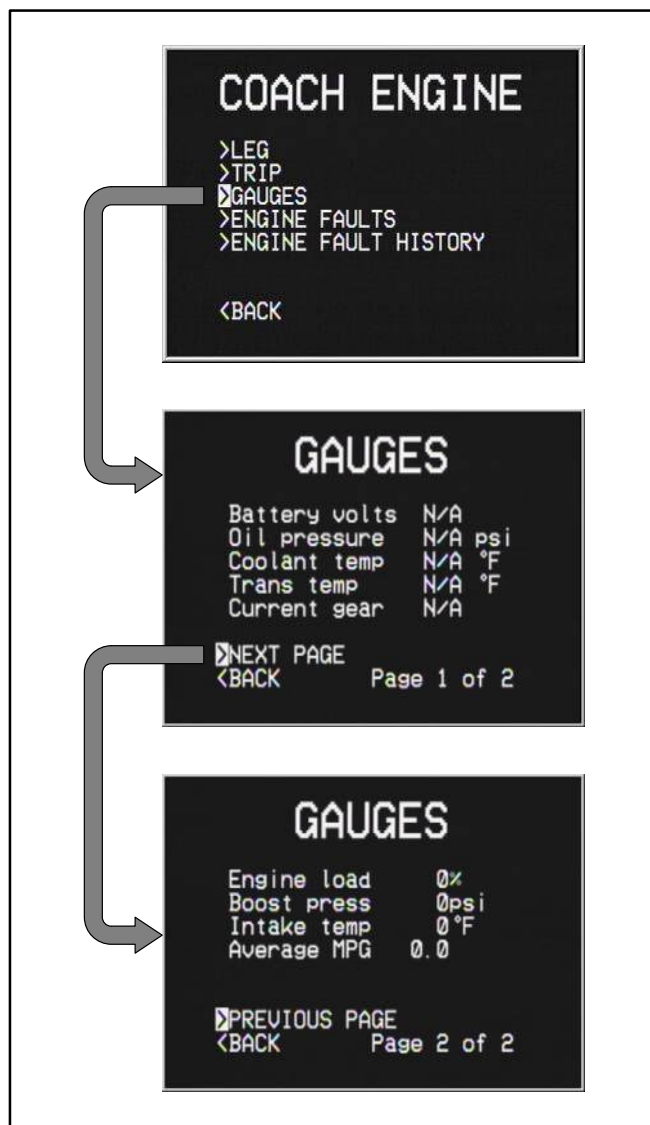 COACH ENGINE
>LEG
>TRIP
>GAUGES
>ENGINE FAULTS
>ENGINE FAULT HISTORY
<BACK
GAUGES
Battery volts N/A
Oil pressure N/A psi
Coolant temp N/A °F
Trans temp N/A °F
Current gear N/A
>NEXT PAGE
<BACK Page 1 of 2
GAUGES
Engine load 0%
Boost press 0psi
Intake temp 0°F
Average MPG 0.0
>PREVIOUS PAGE
<BACK Page 2 of 2